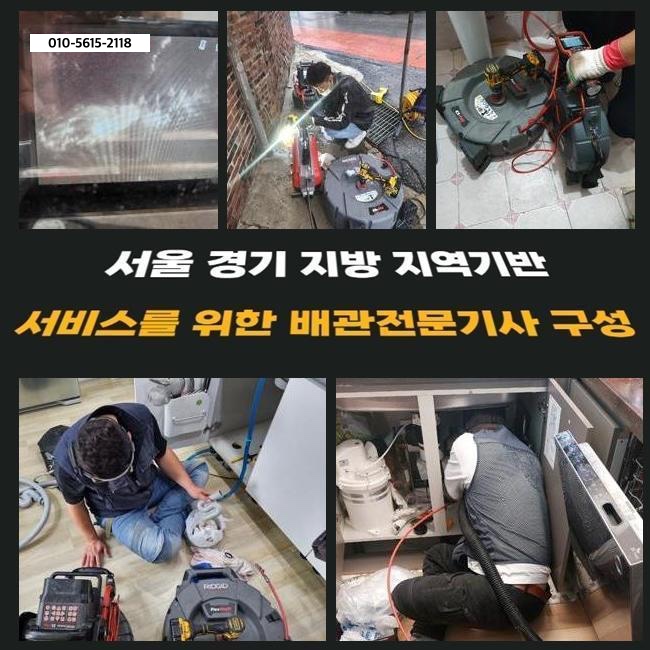 010-5615-2118
서울 경기 지방 지역기반
서비스를 위한 배관전문기사 구성
RIDGID